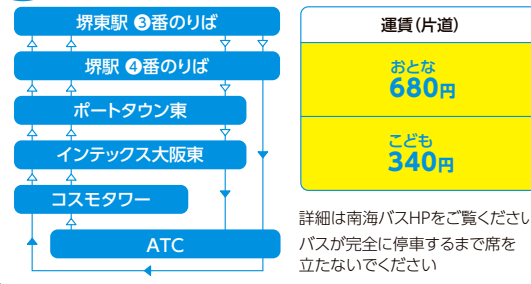 堺東駅 ❸番のりば
堺駅 ❹番のりば
ポートタウン東
インテックス大阪東
コスモタワー
ATC
運賃(片道)
おとな
680円
こども
340円
詳細は南海バスHPをご覧くださ
バスが完全に停車するまで席を
立たないでください